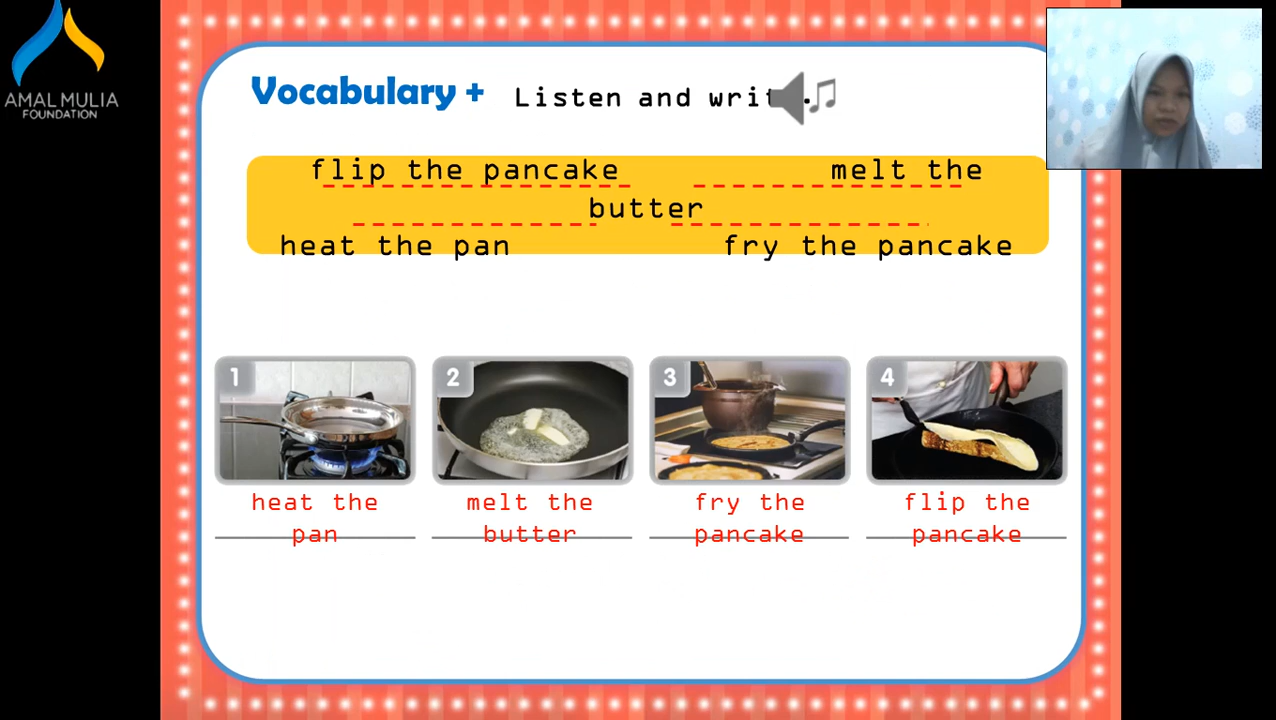 AMAL MULIA
FOUNDATION
Vocabulary + Listen and writ
flip the pancake melt the
butter
heat the pan fry the pancake
1 2 3 4
heat the pan
melt the butter
fry the pancake
flip the pancake